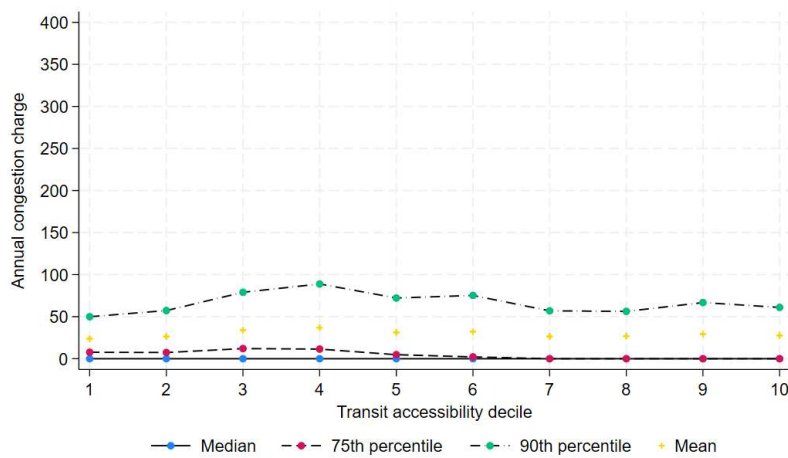 400
350
300
250
200
150
100
50
0
Annual congestion charge
1 2 3 4 5 6 7 8 9 10
Transit accessibility decile
Median 75th percentile 90th percentile Mean